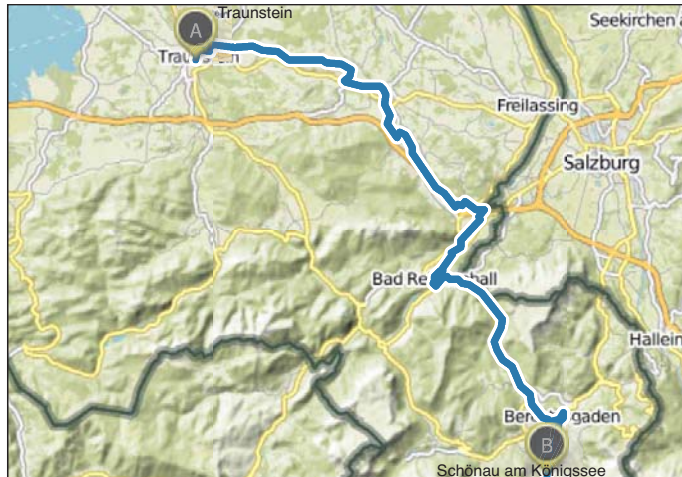 Traunstein
Seekirchen a
A
Freilassing
Salzburg
Bad Re hall
Hallein
Ber gaden
B
Schönau am Königssee